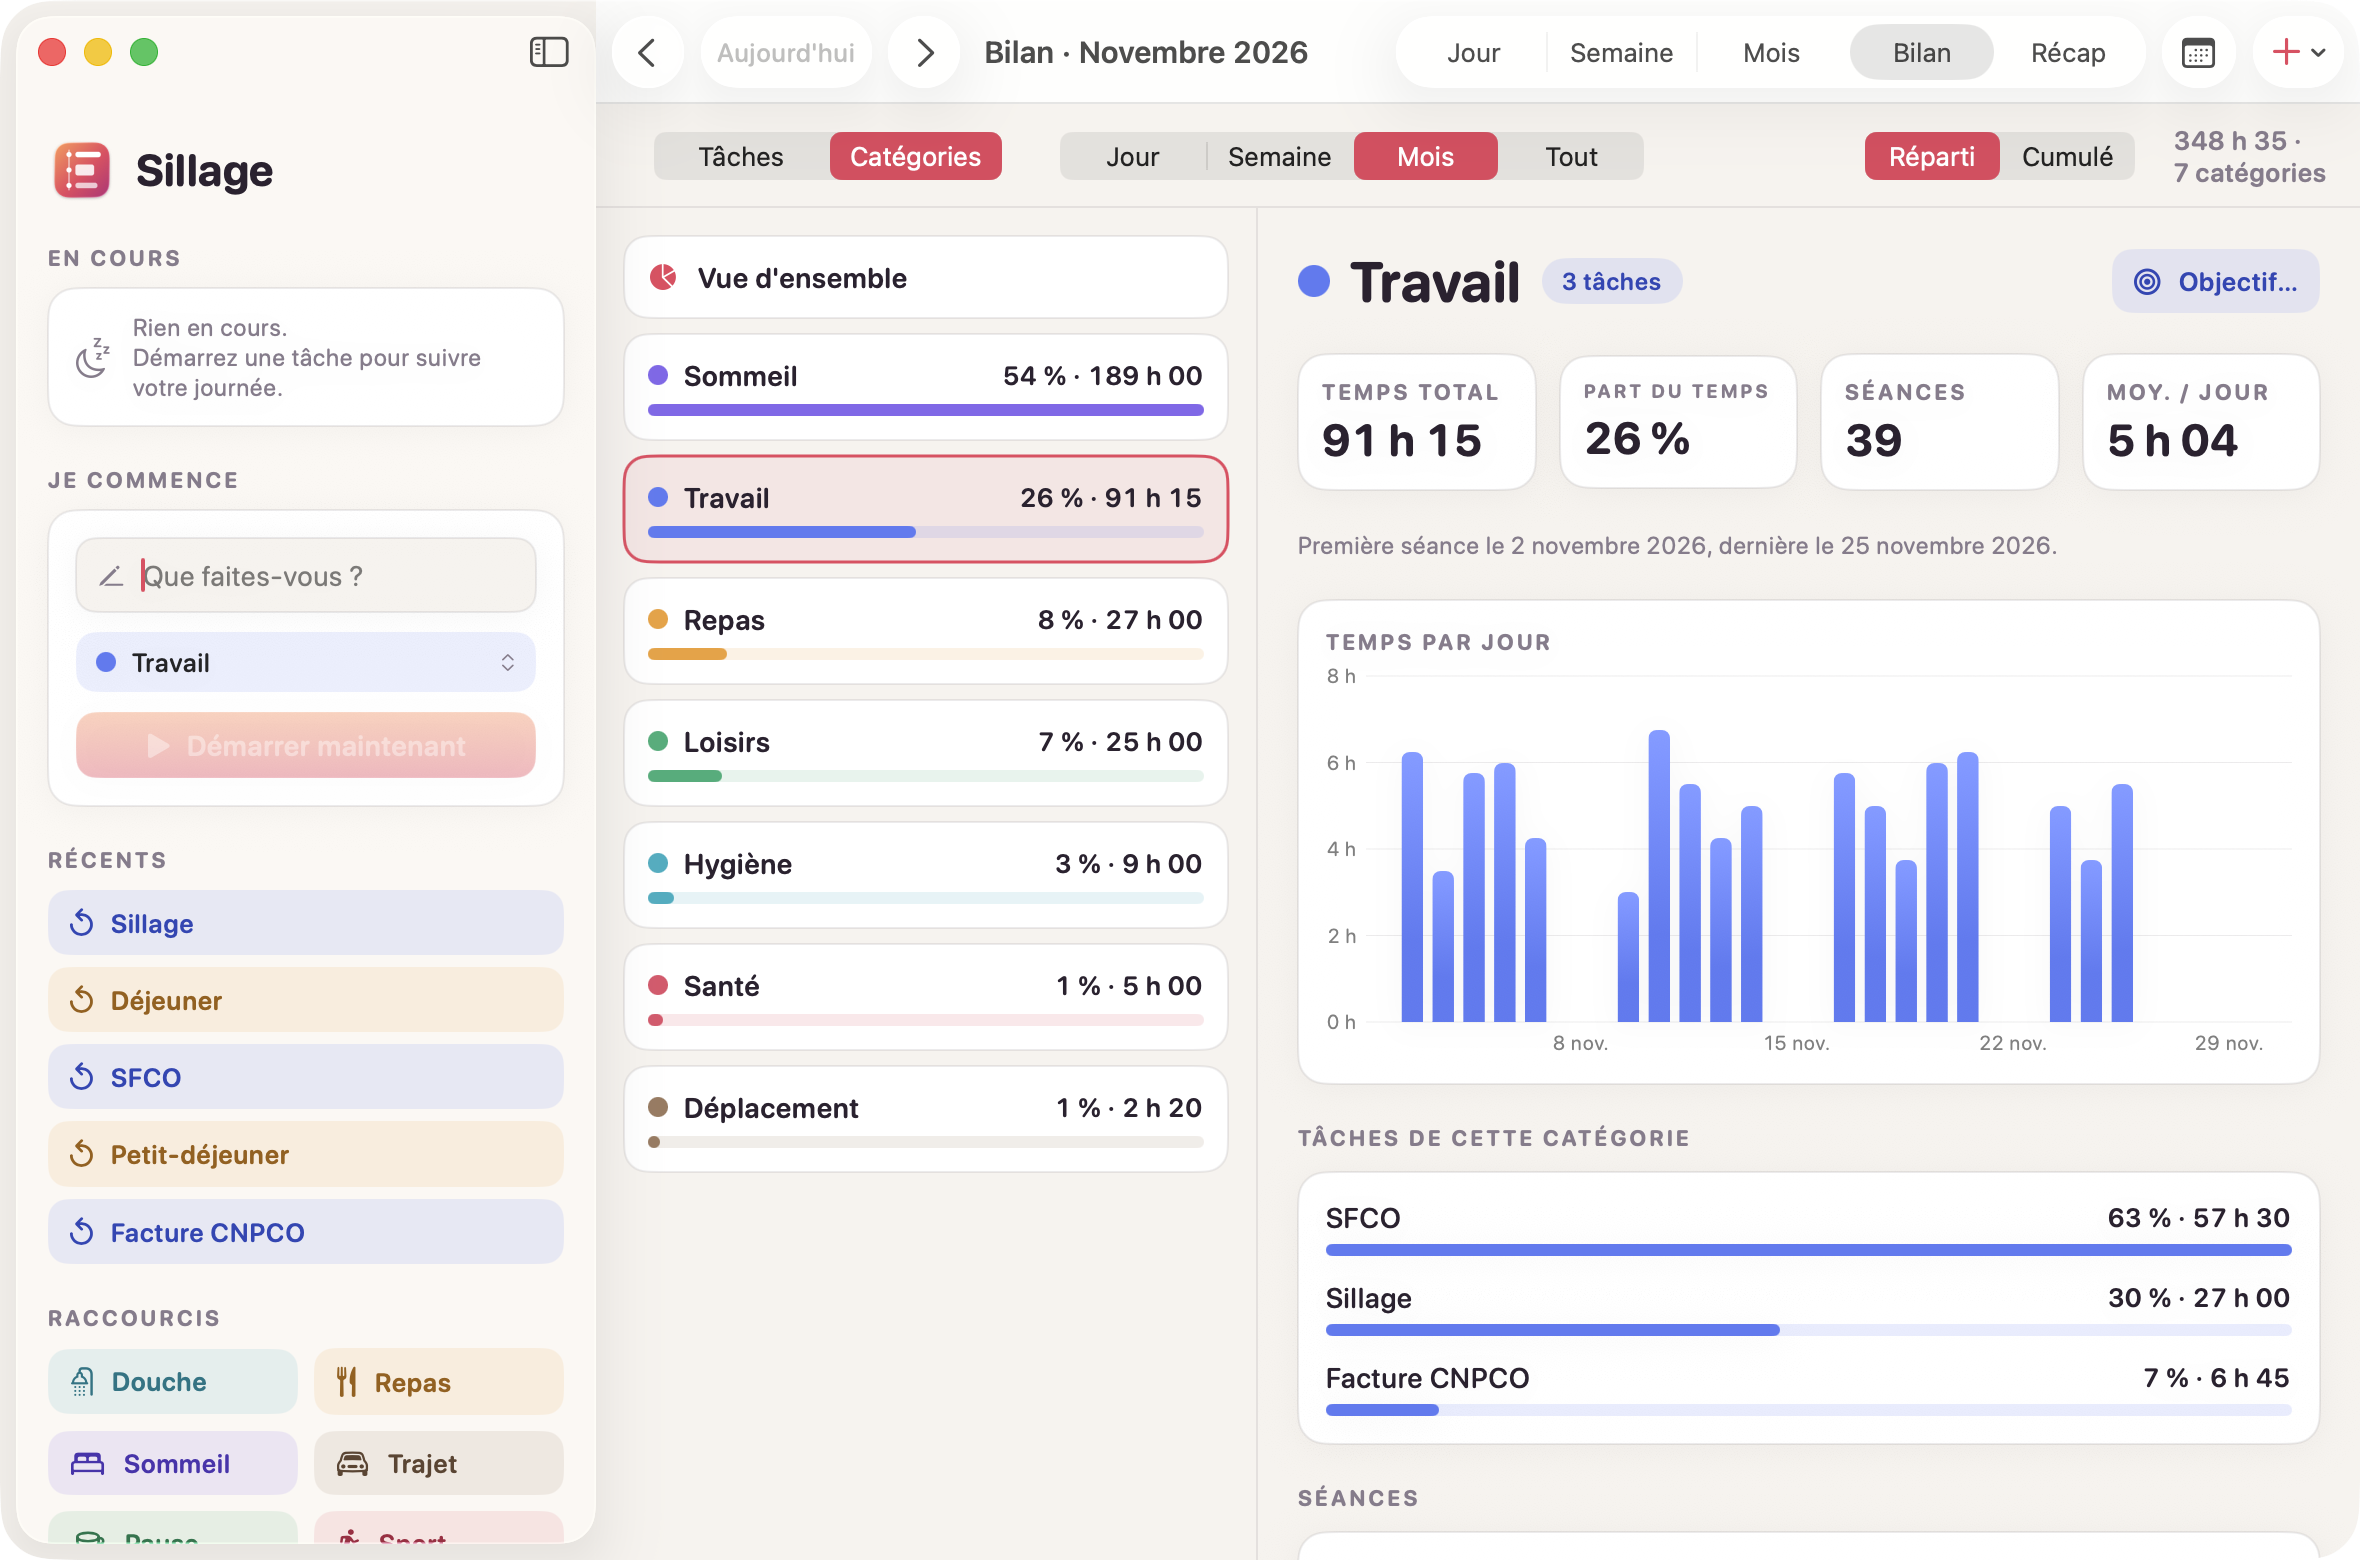 Aujourd'hui
Bilan · Novembre 2026
Jour
Semaine
Mois
Bilan
Récap
Sillage
EN COURS
Rien en cours.
Démarrez une tâche pour suivre
votre journée.
JE COMMENCE
Que faites-vous ?
Travail
Démarrer maintenant
RÉCENTS
Sillage
Déjeuner
SFCO
Petit-déjeuner
Facture CNPCO
RACCOURCIS
Douche
Repas
Sommeil
Trajet
Pause
Sport
Tâches
Catégories
Jour
Semaine
Mois
Tout
Réparti
Cumulé
348 h 35 ·
7 catégories
Vue d'ensemble
Sommeil
54 % · 189 h 00
Travail
26 % · 91 h 15
Repas
8 % · 27 h 00
Loisirs
7 % · 25 h 00
Hygiène
3 % · 9 h 00
Santé
1 % · 5 h 00
Déplacement
1 % · 2 h 20
Travail
3 tâches
Objectif...
TEMPS TOTAL
91 h 15
PART DU TEMPS
26 %
SÉANCES
39
MOY. / JOUR
5 h 04
Première séance le 2 novembre 2026, dernière le 25 novembre 2026.
TEMPS PAR JOUR
8 h
6 h
4 h
2 h
0 h
8 nov.
15 nov.
22 nov.
29 nov.
TÂCHES DE CETTE CATÉGORIE
SFCO
63 % · 57 h 30
Sillage
30 % · 27 h 00
Facture CNPCO
7 % · 6 h 45
SÉANCES